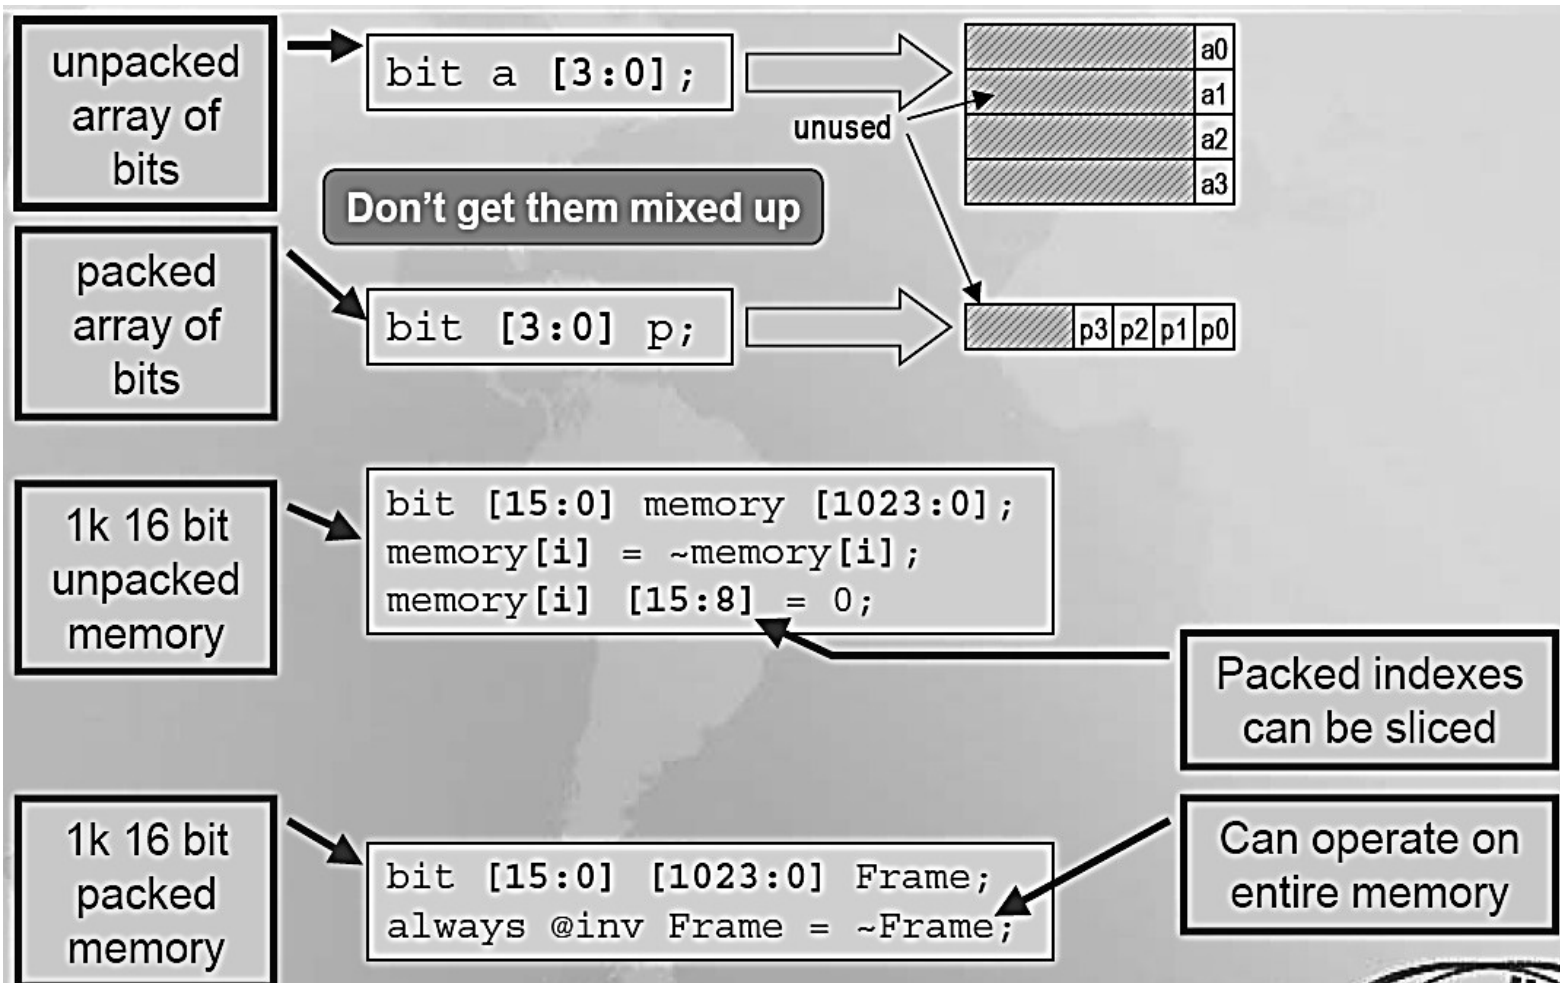 unpacked
array of
bits
bit a [3:0];
unused
a0
a1
a2
a3
Don't get them mixed up
packed
array of
bits
bit [3:0] p;
p3 p2 p1 p0
1k 16 bit
unpacked
memory
bit [15:0] memory [1023:0];
memory[i] = ~memory[i];
memory[i] [15:8] = 0;
Packed indexes
can be sliced
1k 16 bit
packed
memory
bit [15:0] [1023:0] Frame;
always @inv Frame = ~Frame;
Can operate on
entire memory